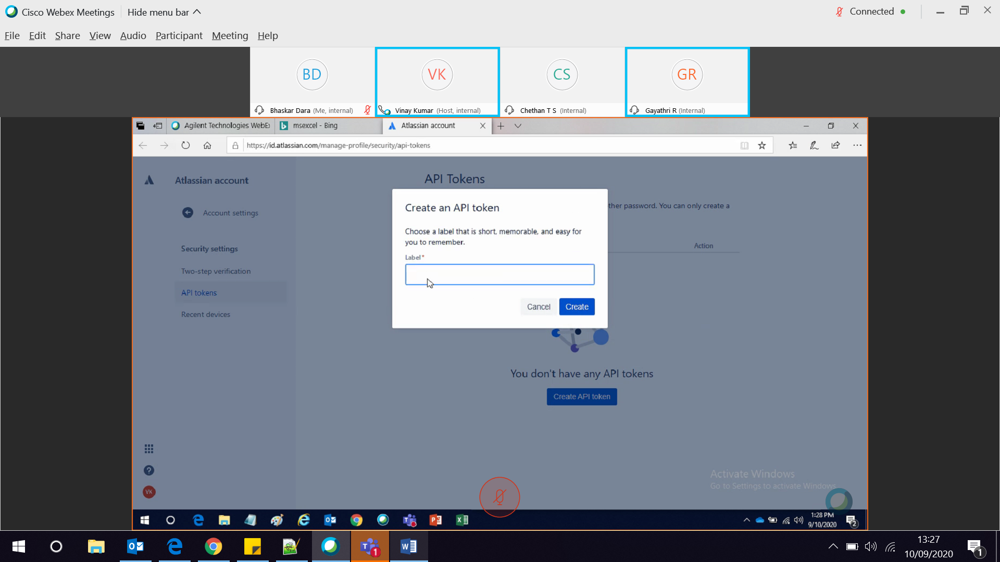 Cisco Webex Meetings
Hide menu bar
Connected
File Edit Share View Audio Participant Meeting Help
BD
VK
CS
GR
Bhaskar Dara (Me, internal)
Vinay Kumar (Host, internal)
Chethan T S (Internal)
Gayathri R (Internal)
Agilent Technologies WebEx
msexcel - Bing
Atlassian account
https://id.atlassian.com/manage-profile/security/api-tokens
Atlassian account
API Tokens
Account settings
ther password. You can only create a
Create an API token
Choose a label that is short, memorable, and easy for
you to remember.
Label*
Action
Security settings
Two-step verification
API tokens
Recent devices
Cancel
Create
You don't have any API tokens
Create API token
Activate Windows
Go to Settings to activate Windows.
VK
1:28 PM
9/10/2020
2
1
13:27
10/09/2020
1